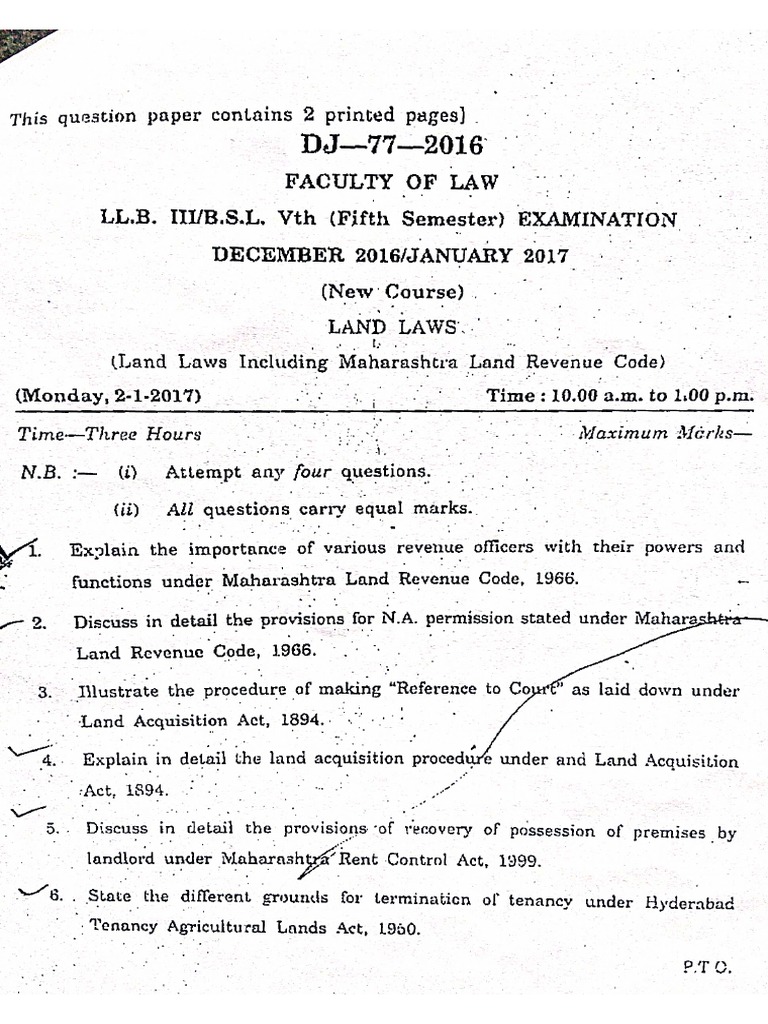 This question paper contains 2 printed pages]
DJ—77—2016
FACULTY OF LAW
LL.B. III/B.S.L. Vth (Fifth Semester) EXAMINATION
DECEMBER 2016/JANUARY 2017
(New Course)
LAND LAWS
(Land Laws Including Maharashtra Land Revenue Code)
(Monday, 2-1-2017) Time : 10.00 a.m. to 1.00 p.m.
Time—Three Hours Maximum Marks—
N.B. :— (i) Attempt any four questions.
(ii) All questions carry equal marks.
1. Explain the importance of various revenue officers with their powers and
functions under Maharashtra Land Revenue Code, 1966.
2. Discuss in detail the provisions for N.A. permission stated under Maharashtra
Land Revenue Code, 1966.
3. Illustrate the procedure of making “Reference to Court” as laid down under
Land Acquisition Act, 1894.
4. Explain in detail the land acquisition procedure under and Land Acquisition
Act, 1894.
5. Discuss in detail the provisions of recovery of possession of premises by
landlord under Maharashtra Rent Control Act, 1999.
6. State the different grounds for termination of tenancy under Hyderabad
Tenancy Agricultural Lands Act, 1950.
P.T.O.